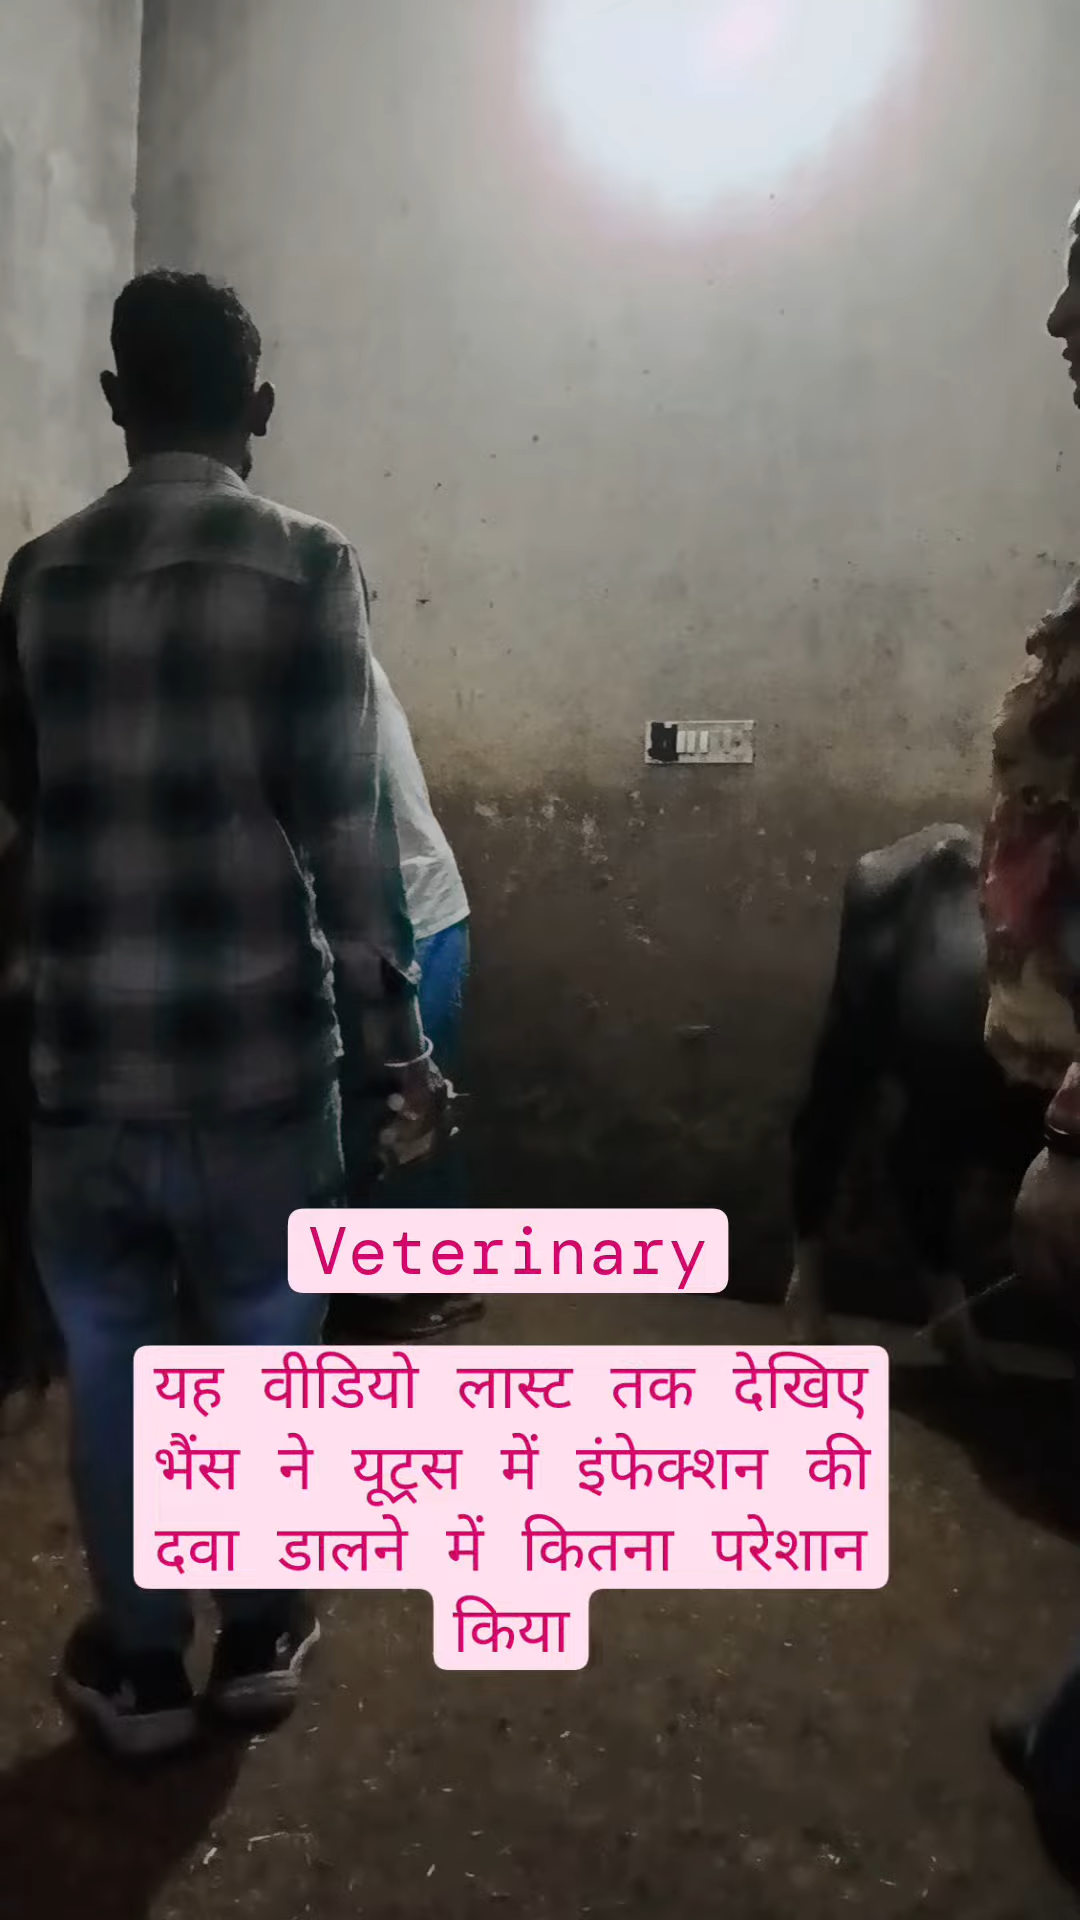 Veterinary
यह वीडियो लास्ट तक देखिए
भैंस ने यूट्रस में इंफेक्शन की
दवा डालने में कितना परेशान
किया